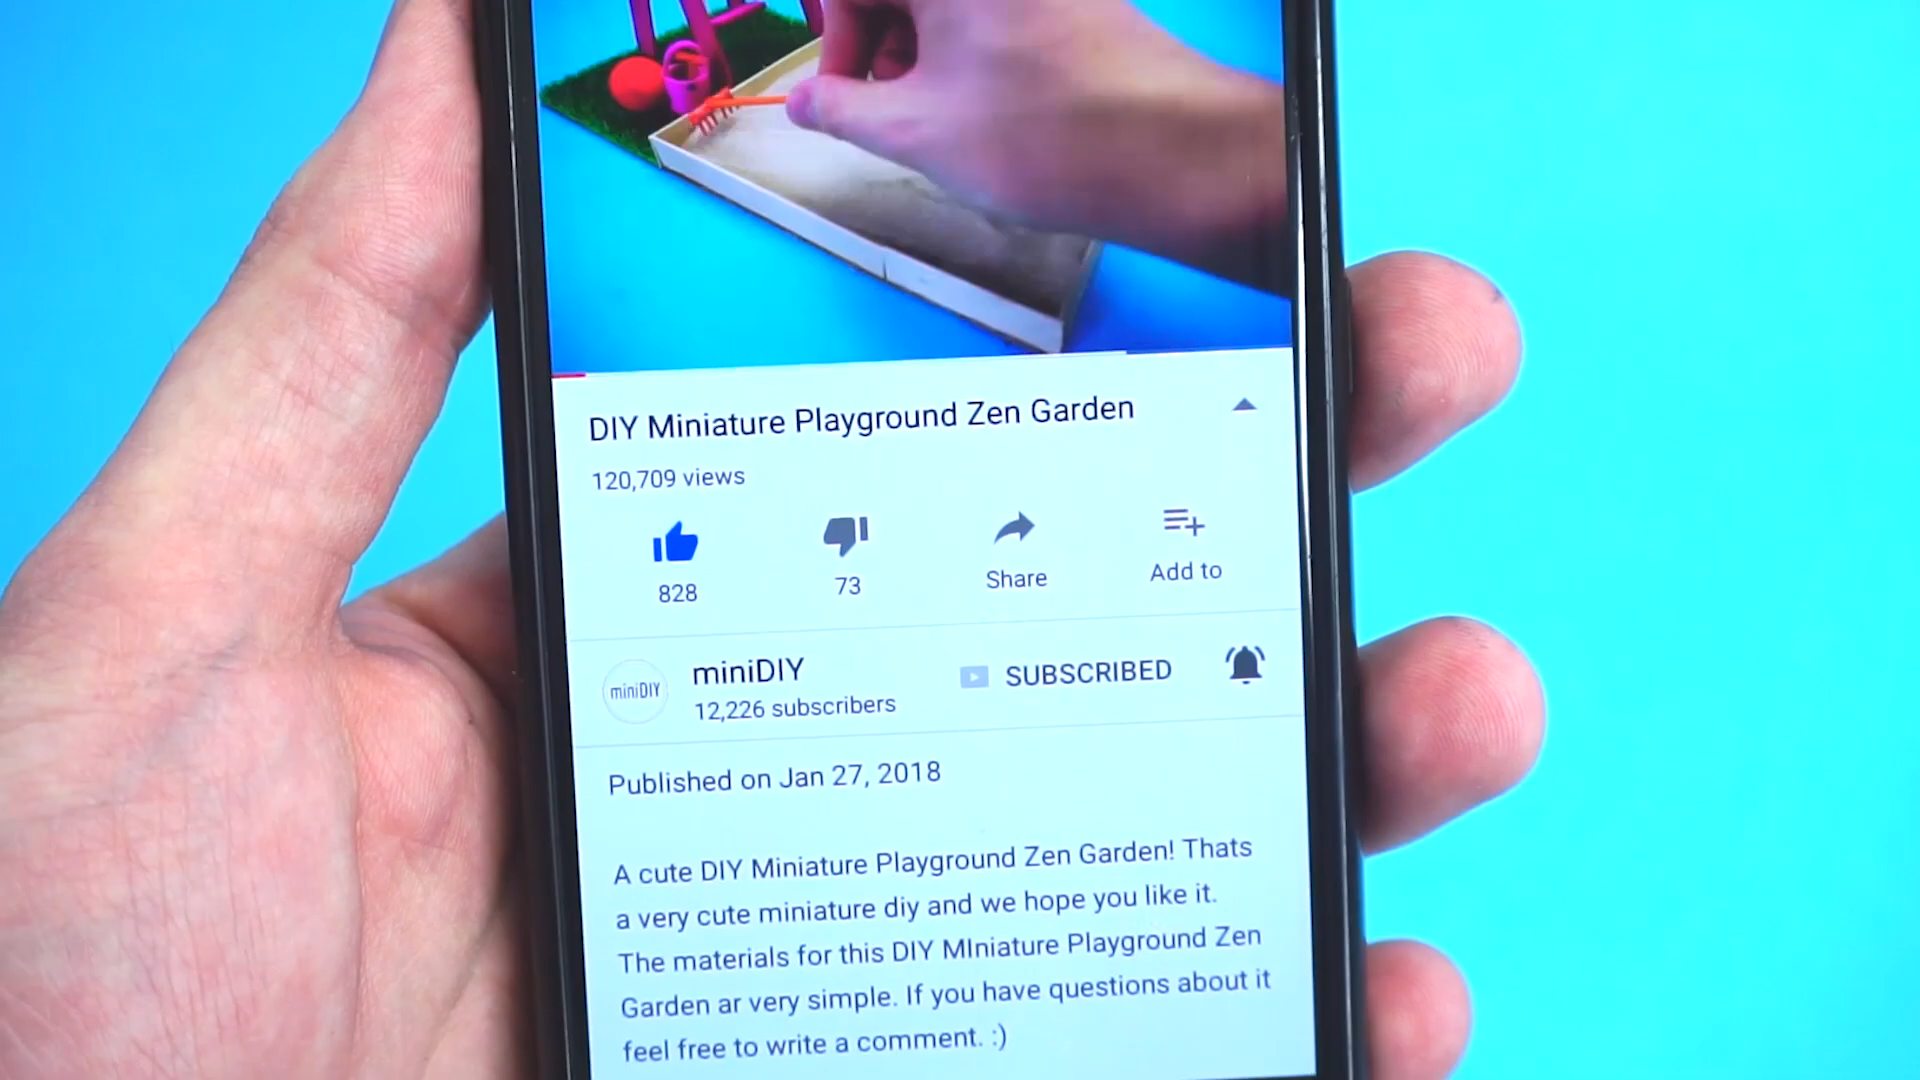 DIY Miniature Playground Zen Garden
120,709 views
828
73
Share
Add to
miniDIY
miniDIY
SUBSCRIBED
12,226 subscribers
Published on Jan 27, 2018
A cute DIY Miniature Playground Zen Garden! Thats
a very cute miniature diy and we hope you like it.
The materials for this DIY MIniature Playground Zen
Garden ar very simple. If you have questions about it
feel free to write a comment. :)